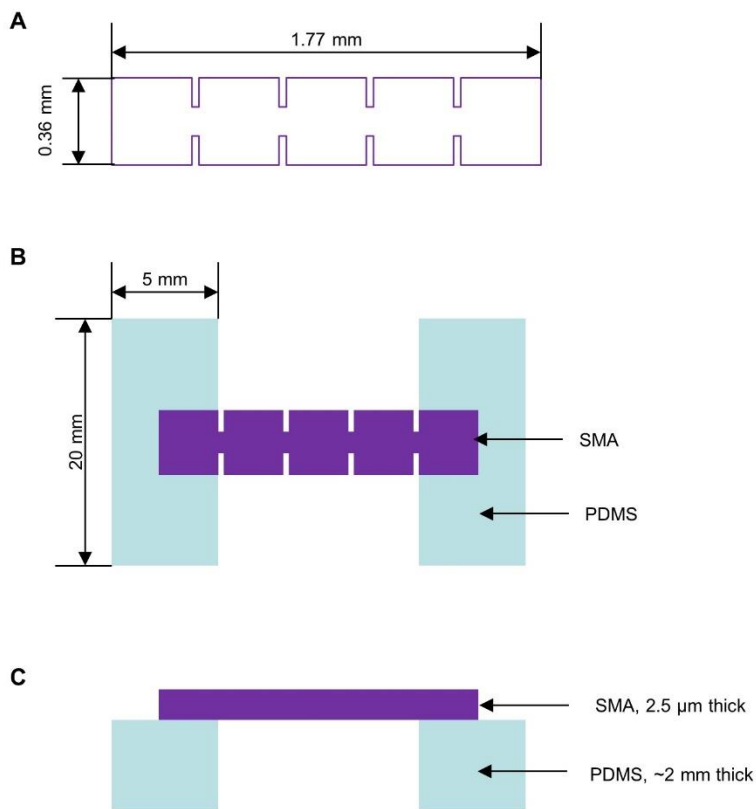 A
1.77 mm
0.36 mm
B
5 mm
20 mm
SMA
PDMS
C
SMA, 2.5 µm thick
PDMS, ~2 mm thick